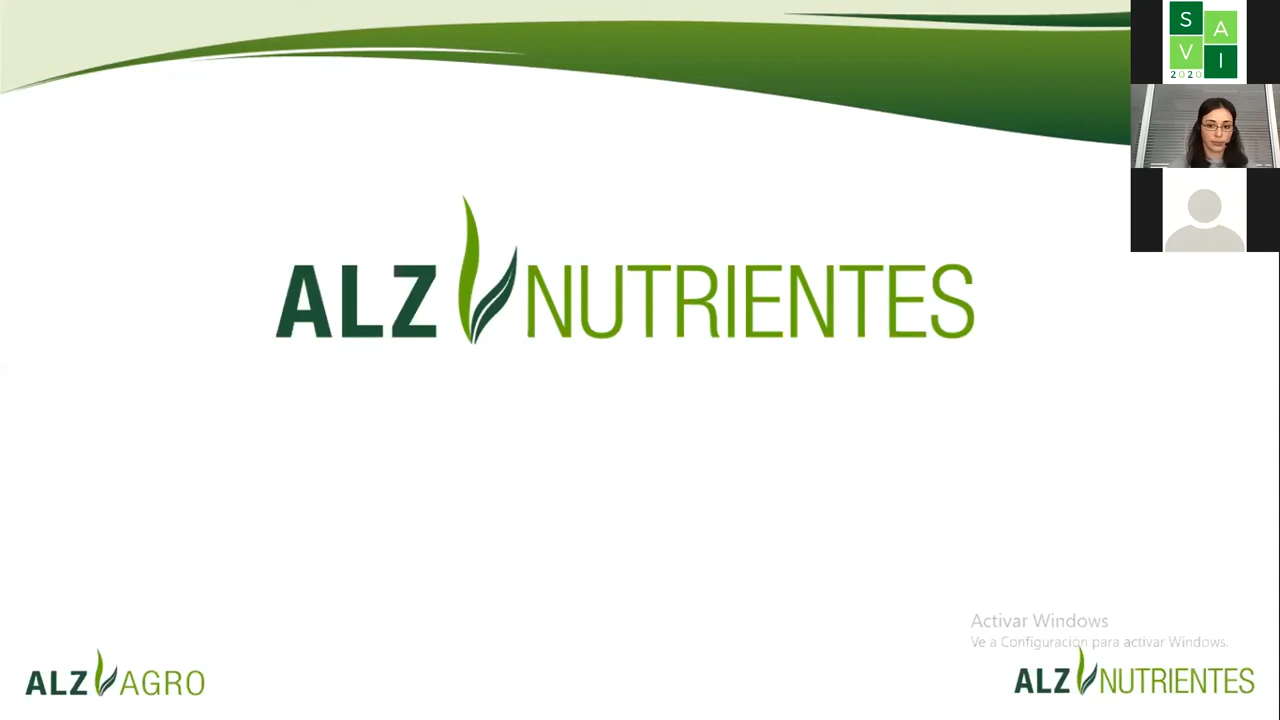 S A
V I
2020
ALZ NUTRIENTES
Activar Windows
Ve a Configuración para activar Windows.
ALZ AGRO
ALZ NUTRIENTES